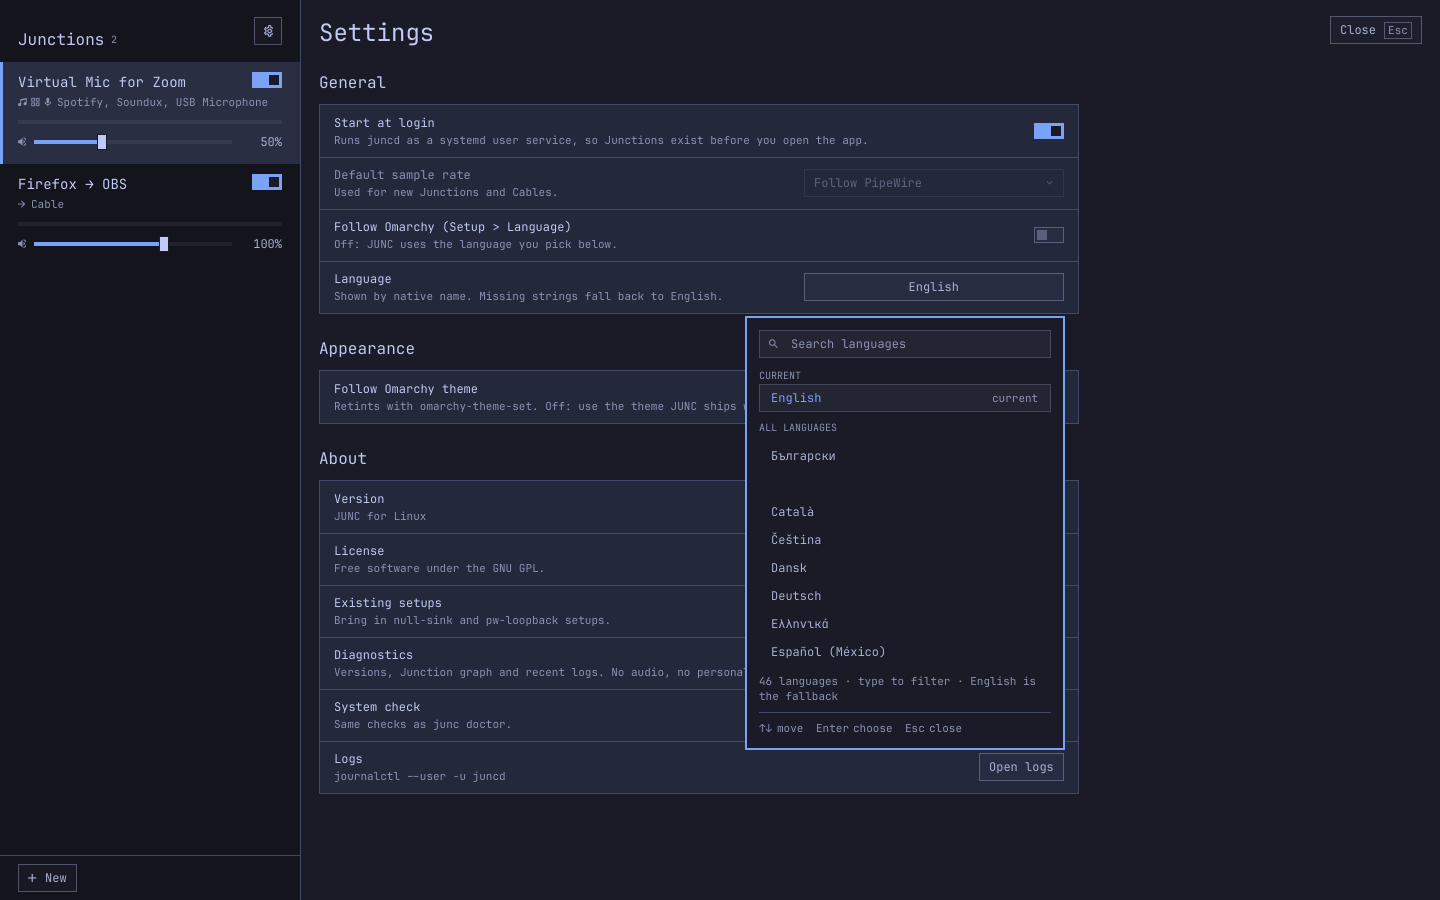 Junctions 2
Virtual Mic for Zoom
Spotify, Soundux, USB Microphone
50%
Firefox → OBS
→ Cable
100%
+ New
Settings
Close Esc
General
Start at login
Runs juncd as a systemd user service, so Junctions exist before you open the app.
Default sample rate
Used for new Junctions and Cables.
Follow PipeWire
Follow Omarchy (Setup > Language)
Off: JUNC uses the language you pick below.
Language
Shown by native name. Missing strings fall back to English.
English
Appearance
Follow Omarchy theme
Retints with omarchy-theme-set. Off: use the theme JUNC ships
About
Version
JUNC for Linux
License
Free software under the GNU GPL.
Existing setups
Bring in null-sink and pw-loopback setups.
Diagnostics
Versions, Junction graph and recent logs. No audio, no persona
System check
Same checks as junc doctor.
Logs
journalctl --user -u juncd
Open logs
Search languages
CURRENT
English current
ALL LANGUAGES
Български
Català
Čeština
Dansk
Deutsch
Ελληνικά
Español (México)
46 languages · type to filter · English is
the fallback
↑↓ move Enter choose Esc close